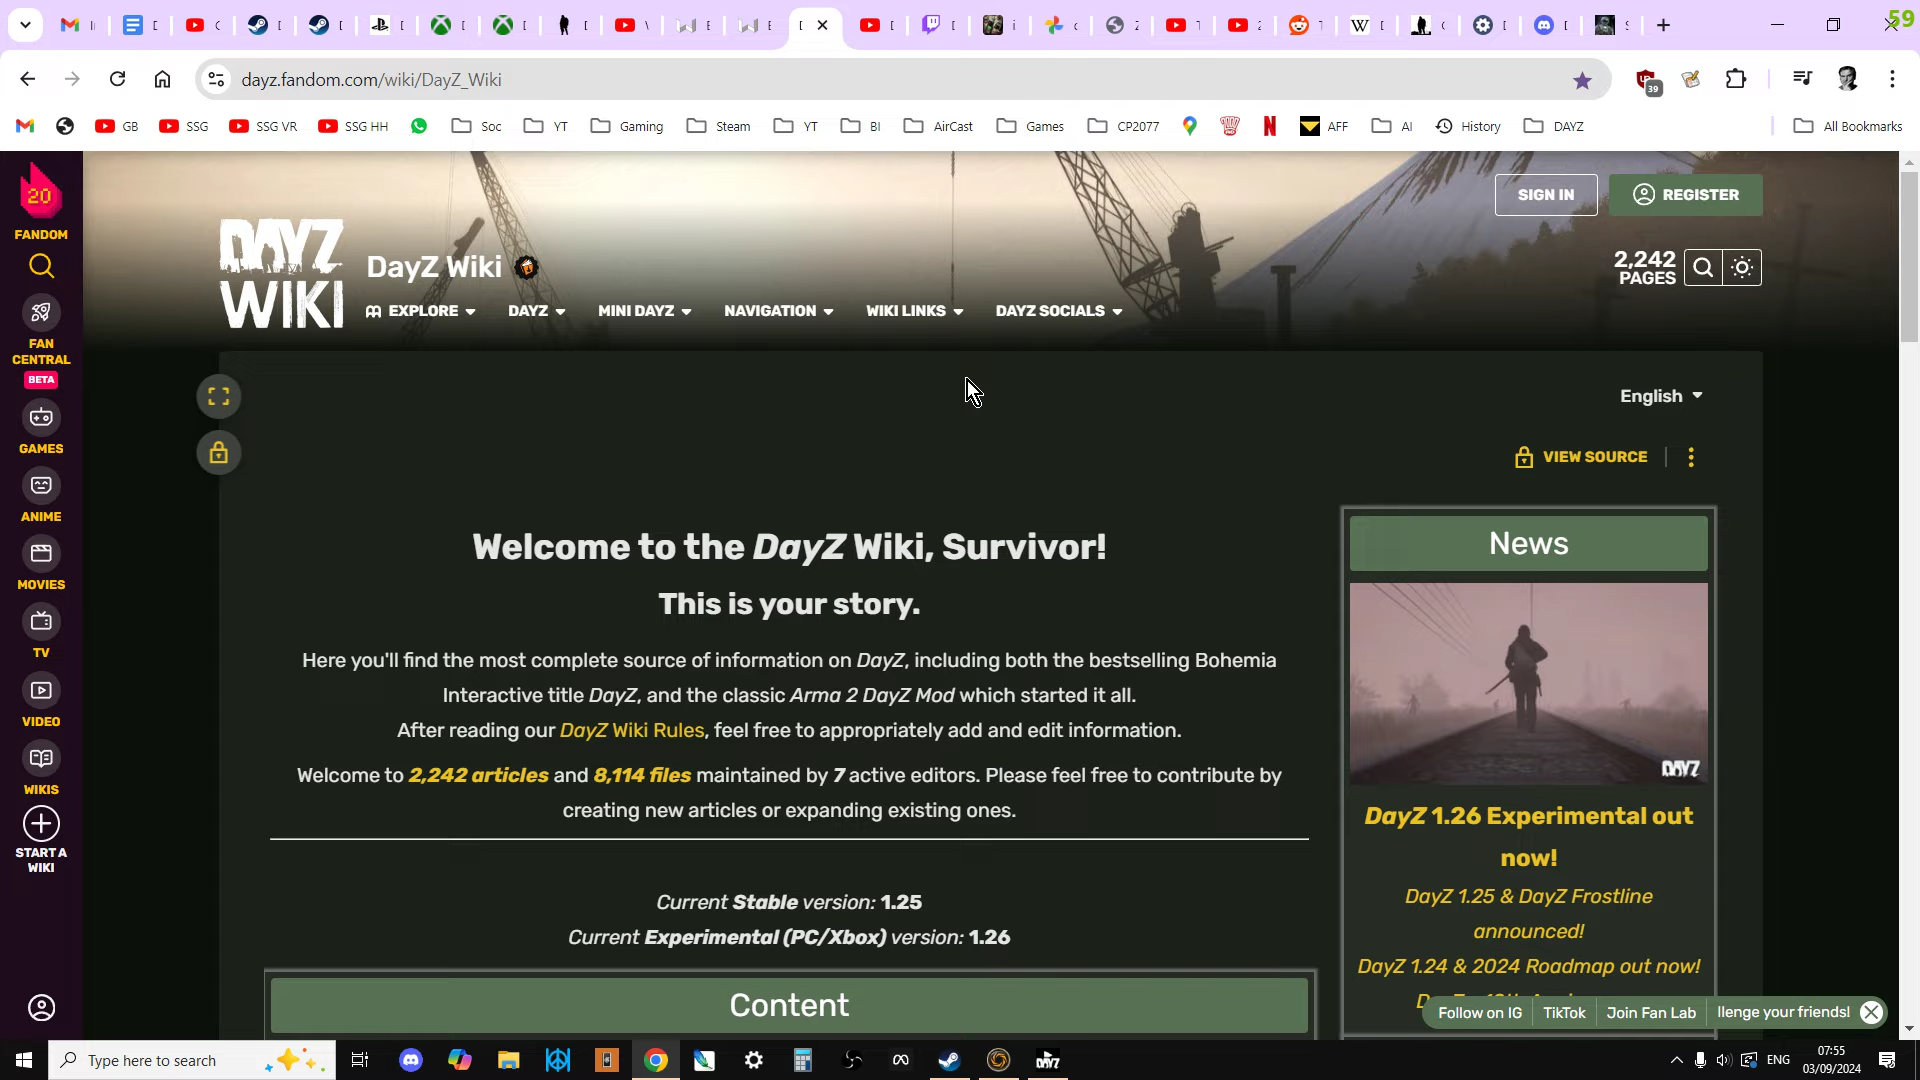 59
dayz.fandom.com/wiki/DayZ_Wiki
39
GB
SSG
SSG VR
SSG HH
Soc
YT
Gaming
Steam
YT
BI
AirCast
Games
CP2077
AFF
AI
History
DAYZ
All Bookmarks
20
FANDOM
FAN
CENTRAL
BETA
GAMES
ANIME
MOVIES
TV
VIDEO
WIKIS
START A
WIKI
SIGN IN
REGISTER
DAYZ
WIKI
DayZ Wiki
2,242
PAGES
EXPLORE
DAYZ
MINI DAYZ
NAVIGATION
WIKI LINKS
DAYZ SOCIALS
English
VIEW SOURCE
Welcome to the DayZ Wiki, Survivor!
This is your story.
Here you'll find the most complete source of information on DayZ, including both the bestselling Bohemia
Interactive title DayZ, and the classic Arma 2 DayZ Mod which started it all.
After reading our DayZ Wiki Rules, feel free to appropriately add and edit information.
Welcome to 2,242 articles and 8,114 files maintained by 7 active editors. Please feel free to contribute by
creating new articles or expanding existing ones.
Current Stable version: 1.25
Current Experimental (PC/Xbox) version: 1.26
Content
News
DAYZ
DayZ 1.26 Experimental out
now!
DayZ 1.25 & DayZ Frostline
announced!
DayZ 1.24 & 2024 Roadmap out now!
Follow on IG
TikTok
Join Fan Lab
llenge your friends!
Type here to search
DAYZ
ENG
07:55
03/09/2024